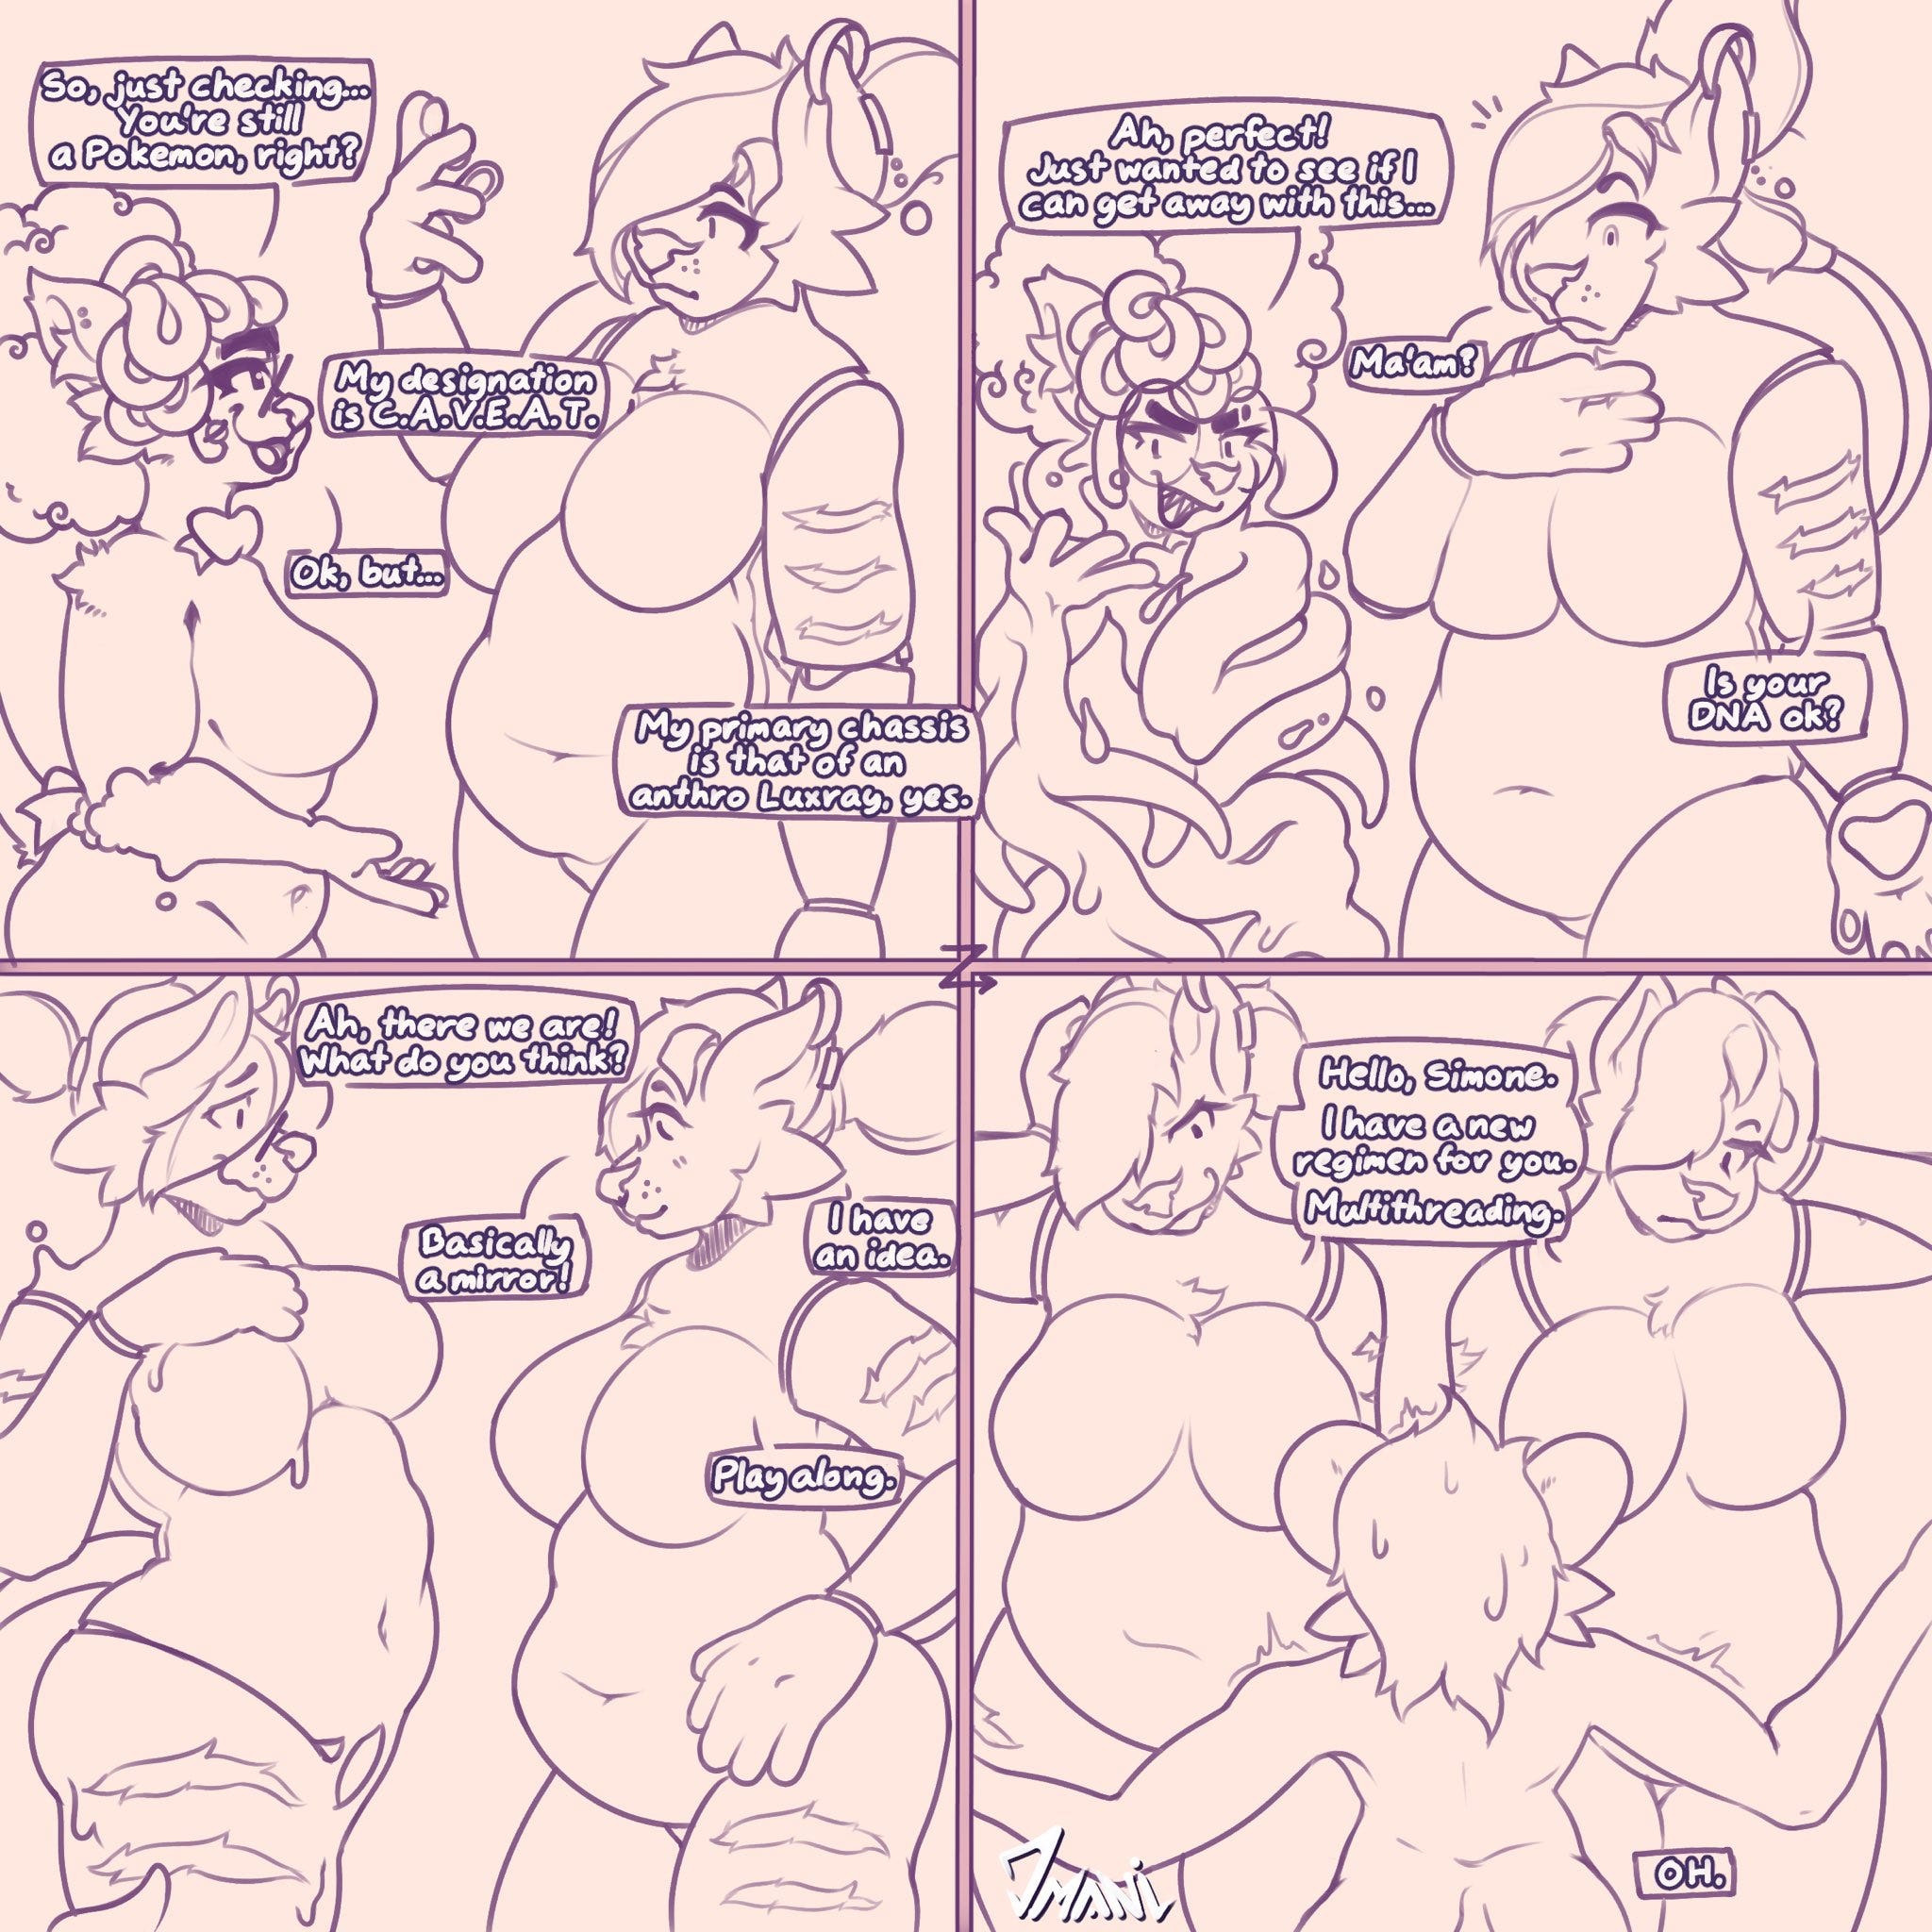 So, just checking...
You're still
a Pokemon, right?
My designation
is C.A.V.E.A.T.
Ok, but...
My primary chassis
is that of an
anthro Luxray, yes.
Ah, perfect!
Just wanted to see if I
can get away with this...
Ma'am?
Is your
DNA ok?
Ah, there we are!
What do you think?
Basically
a mirror!
I have
an idea.
Play along.
Hello, Simone.
I have a new
regimen for you.
Multithreading.
OH.
JMANI